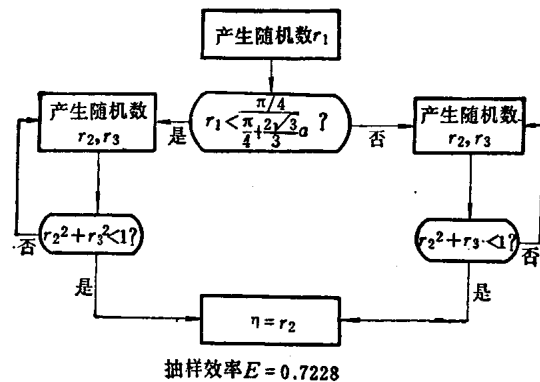 产生随机数r₁
r₁ < (π/4)/(π/4 + (2√3/3)a) ?
是
否
产生随机数
r₂,r₃
产生随机数
r₂,r₃
r₂²+r₃²<1?
否
是
r₂²+r₃·<1?
否
是
η=r₂
抽样效率E=0.7228